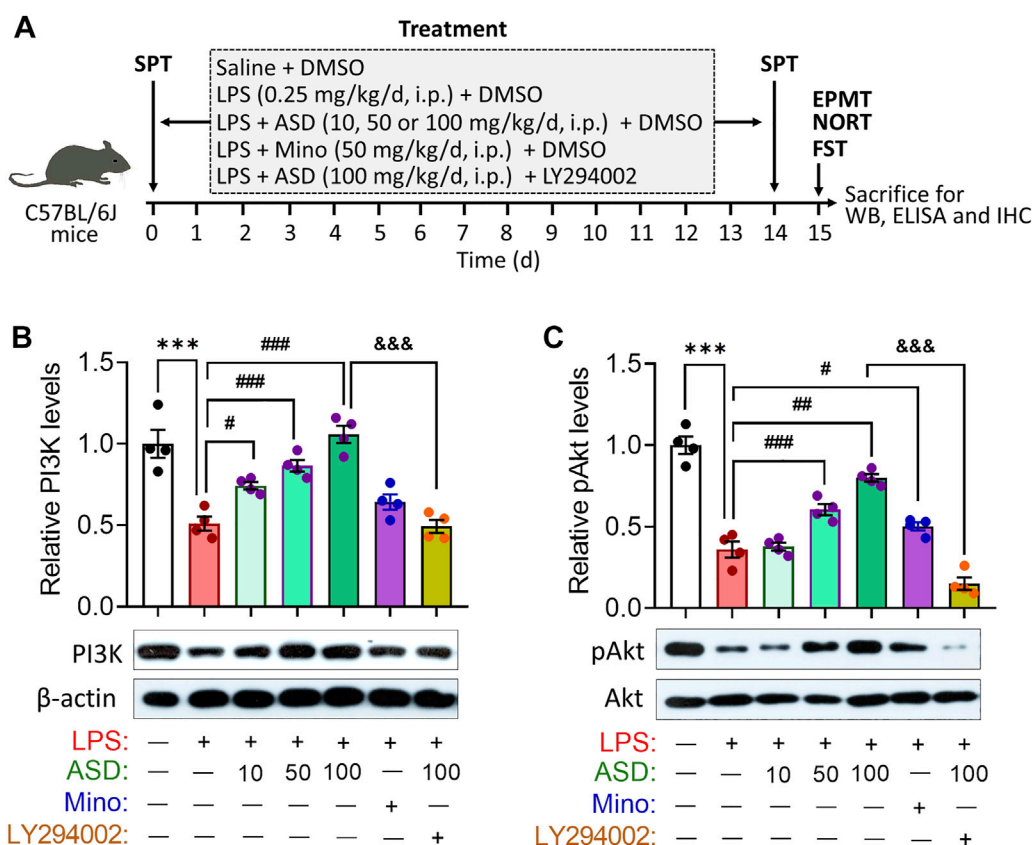 A
Treatment
SPT
Saline + DMSO
LPS (0.25 mg/kg/d, i.p.) + DMSO
LPS + ASD (10, 50 or 100 mg/kg/d, i.p.) + DMSO
LPS + Mino (50 mg/kg/d, i.p.) + DMSO
LPS + ASD (100 mg/kg/d, i.p.) + LY294002
SPT
EPMT
NORT
FST
C57BL/6J
mice
0 1 2 3 4 5 6 7 8 9 10 11 12 13 14 15
Time (d)
Sacrifice for
WB, ELISA and IHC
B
Relative PI3K levels
1.5
1.0
0.5
0.0
***
###
###
#
&&&
PI3K
β-actin
LPS: — + + + + + +
ASD: — — 10 50 100 — 100
Mino: — — — — — + —
LY294002: — — — — — — +
C
Relative pAkt levels
1.5
1.0
0.5
0.0
***
&&&
#
##
###
pAkt
Akt
LPS: — + + + + + +
ASD: — — 10 50 100 — 100
Mino: — — — — — + —
LY294002: — — — — — — +